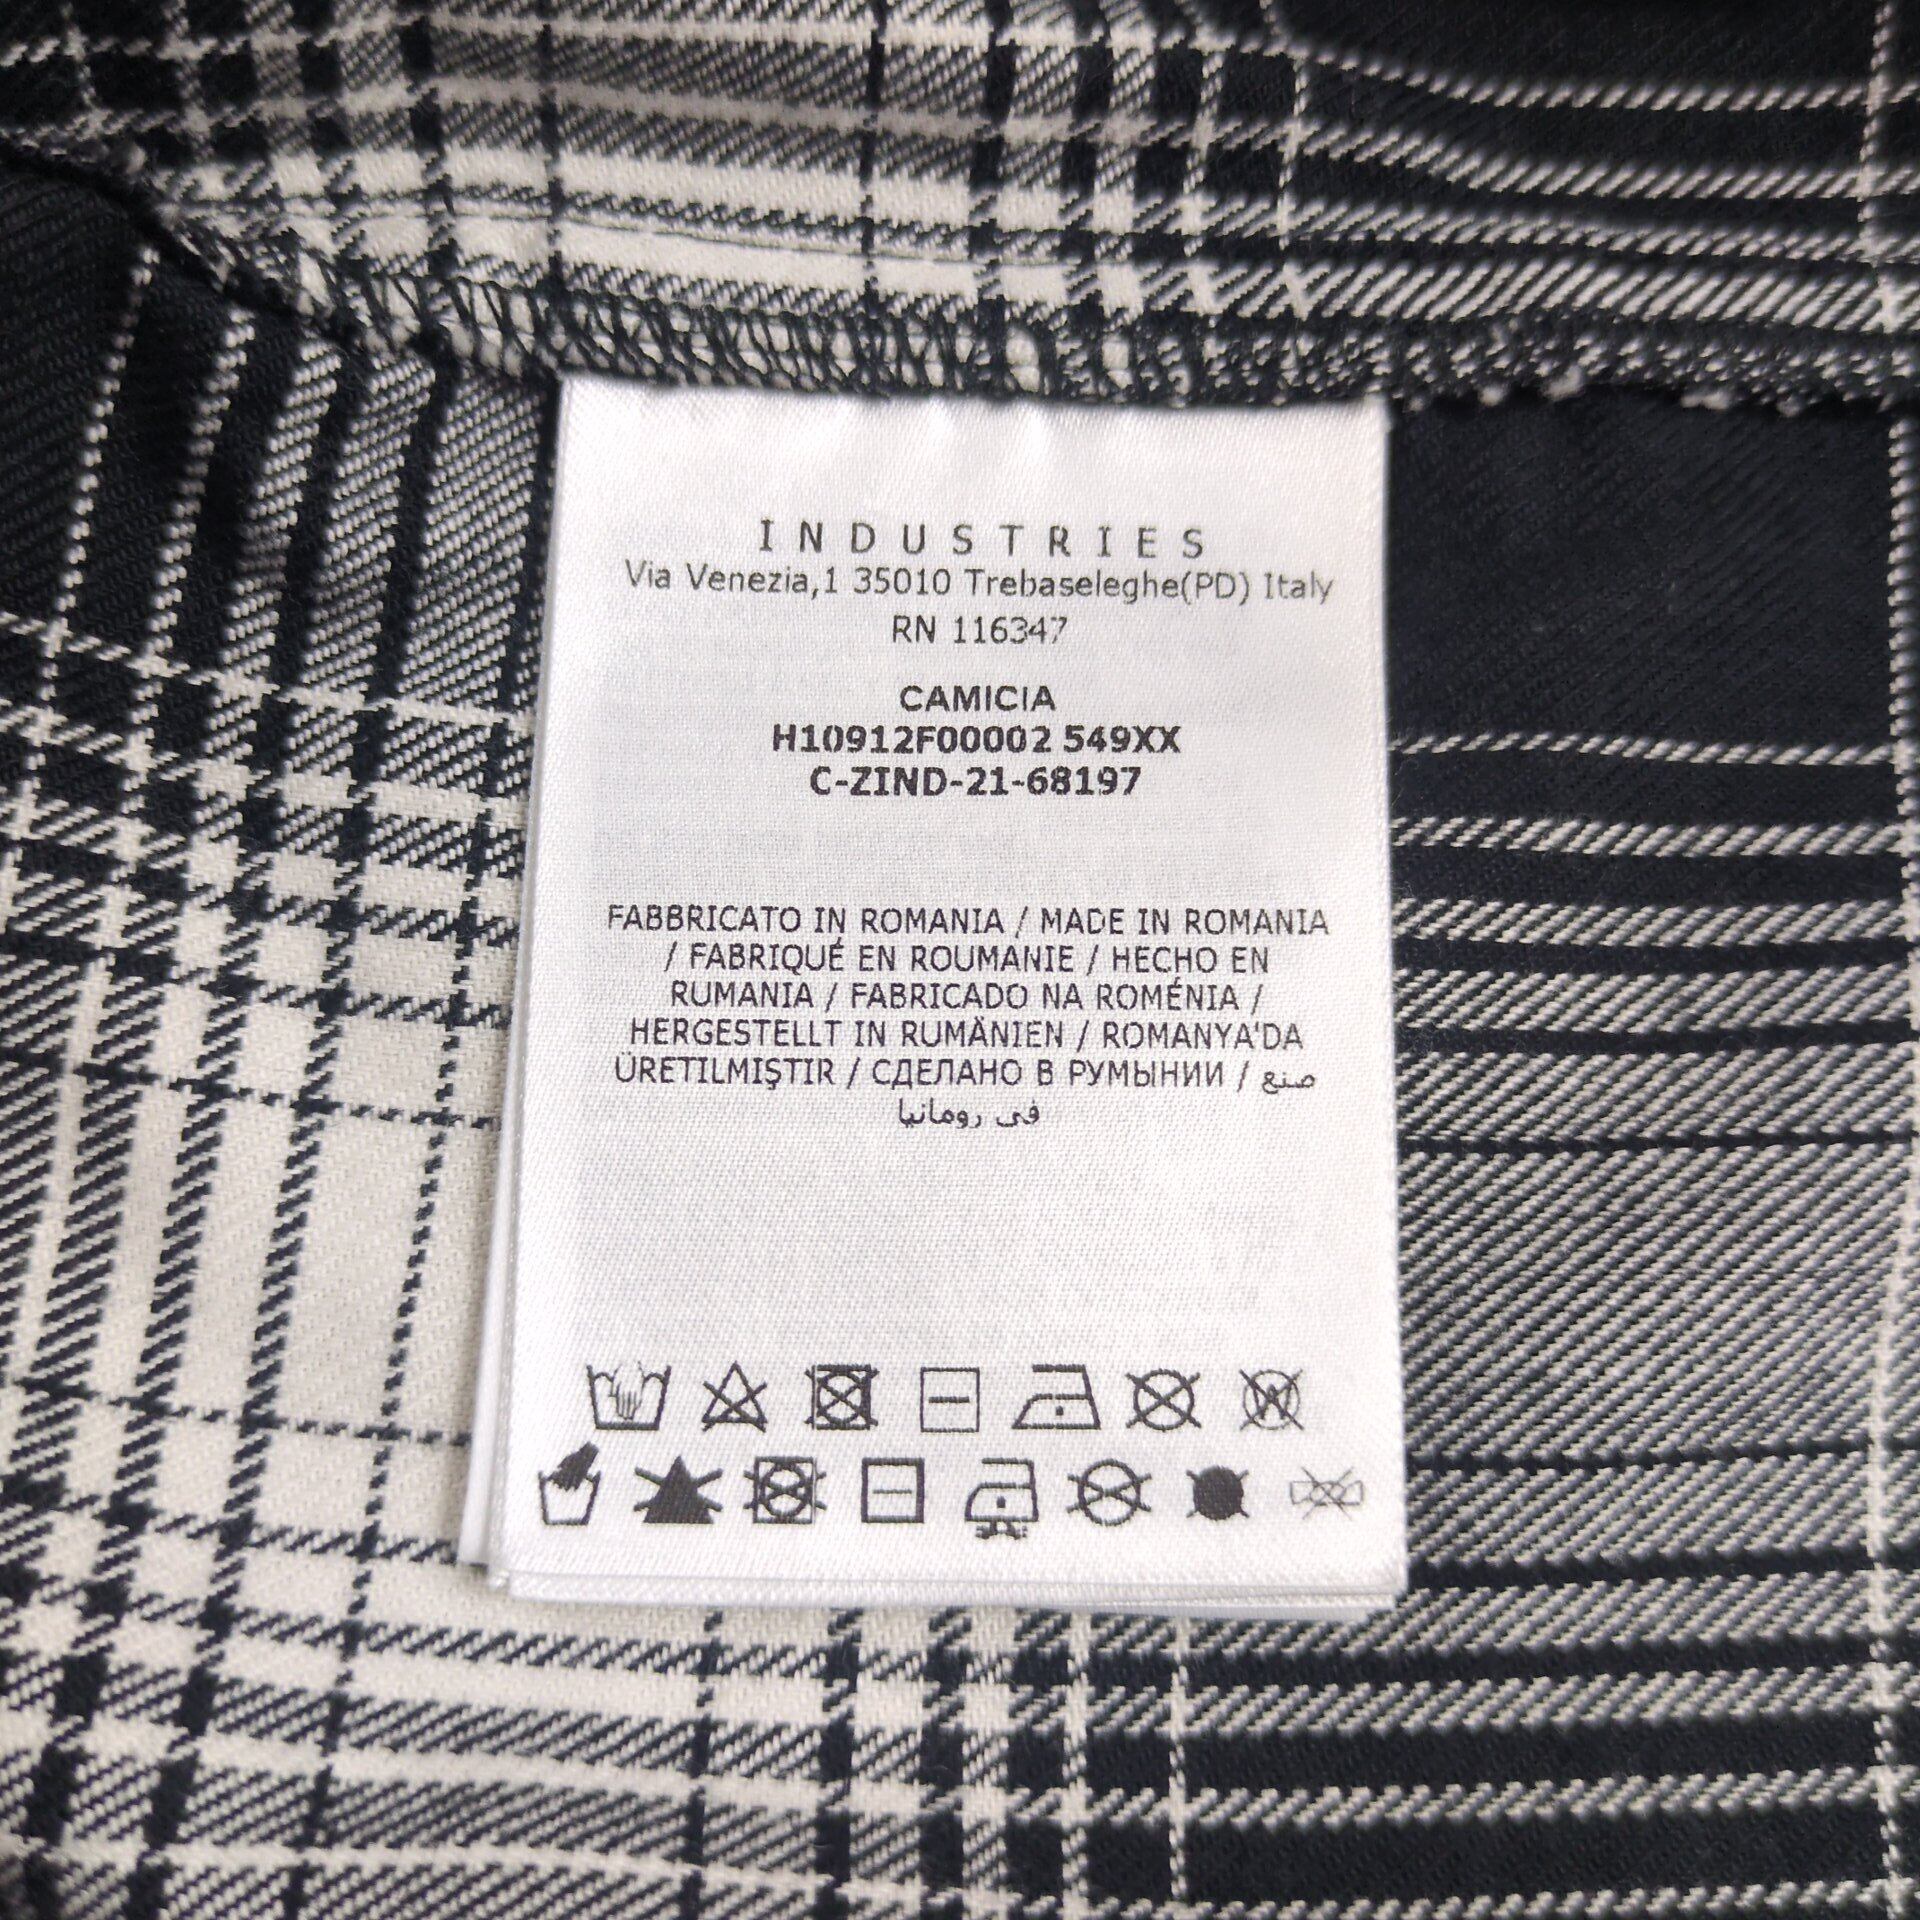 INDUSTRIES
Via Venezia,1 35010 Trebaseleghe(PD) Italy
RN 116347
CAMICIA
H10912F00002 549XX
C-ZIND-21-68197
FABBRICATO IN ROMANIA / MADE IN ROMANIA
/ FABRIQUÉ EN ROUMANIE / HECHO EN
RUMANIA / FABRICADO NA ROMÉNIA /
HERGESTELLT IN RUMÄNIEN / ROMANYA'DA
ÜRETILMIŞTIR / СДЕЛАНО В РУМЫНИИ / صنع
في رومانيا
W